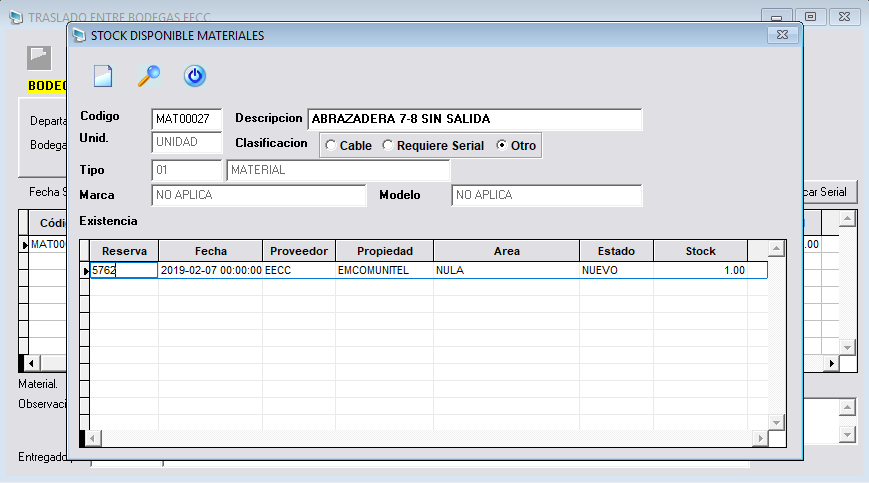 TRASLADO ENTRE BODEGAS EECC
STOCK DISPONIBLE MATERIALES
BODEG
Codigo MAT00027 Descripcion ABRAZADERA 7-8 SIN SALIDA
Departa
Unid. UNIDAD Clasificacion Cable Requiere Serial Otro
Bodega
Tipo 01 MATERIAL
Fecha S Marca NO APLICA Modelo NO APLICA car Serial
Existencia
Códi
MAT00 .00
Reserva Fecha Proveedor Propiedad Area Estado Stock
5762 2019-02-07 00:00:00 EECC EMCOMUNITEL NULA NUEVO 1.00
Material.
Observaci
Entregado